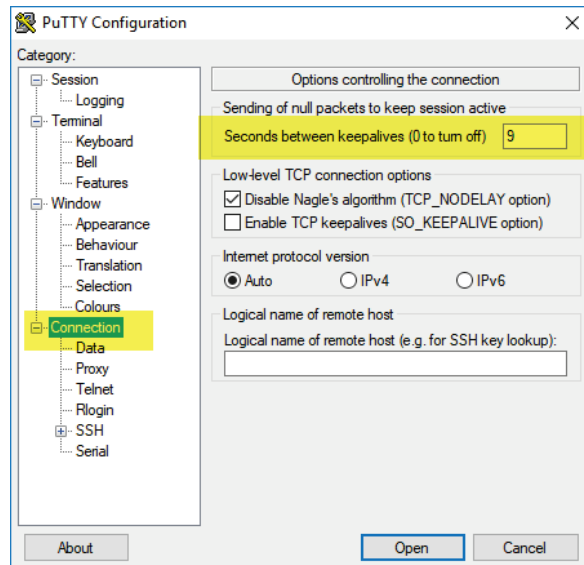 PuTTY Configuration
Category:
Session
Logging
Terminal
Keyboard
Bell
Features
Window
Appearance
Behaviour
Translation
Selection
Colours
Connection
Data
Proxy
Telnet
Rlogin
SSH
Serial
Options controlling the connection
Sending of null packets to keep session active
Seconds between keepalives (0 to turn off) 9
Low-level TCP connection options
Disable Nagle's algorithm (TCP_NODELAY option)
Enable TCP keepalives (SO_KEEPALIVE option)
Internet protocol version
Auto IPv4 IPv6
Logical name of remote host
Logical name of remote host (e.g. for SSH key lookup):
About Open Cancel